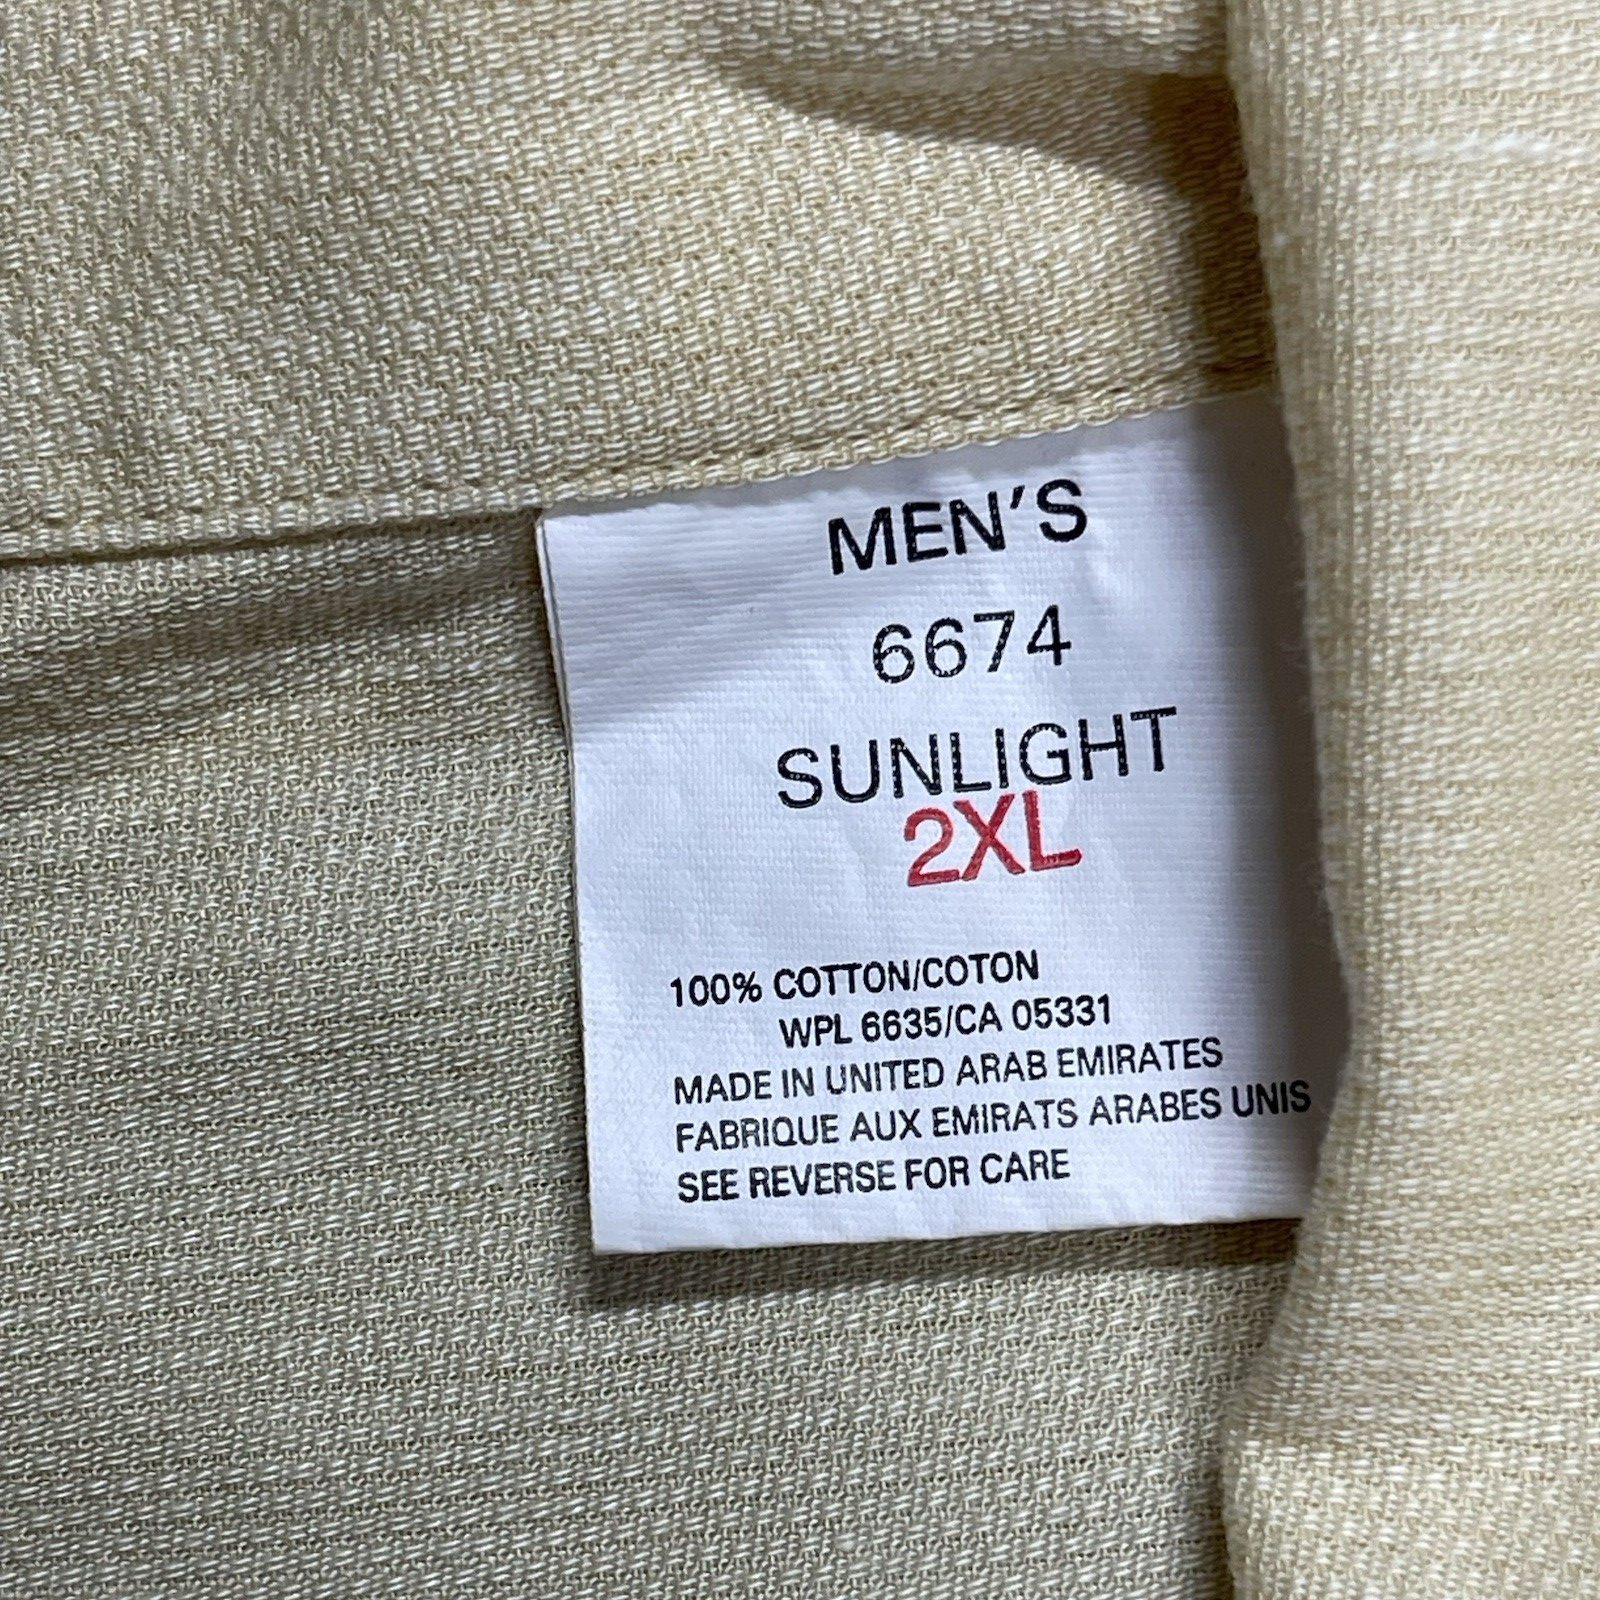 MEN'S
6674
SUNLIGHT
2XL
100% COTTON/COTON
WPL 6635/CA 05331
MADE IN UNITED ARAB EMIRATES
FABRIQUE AUX EMIRATS ARABES UNIS
SEE REVERSE FOR CARE